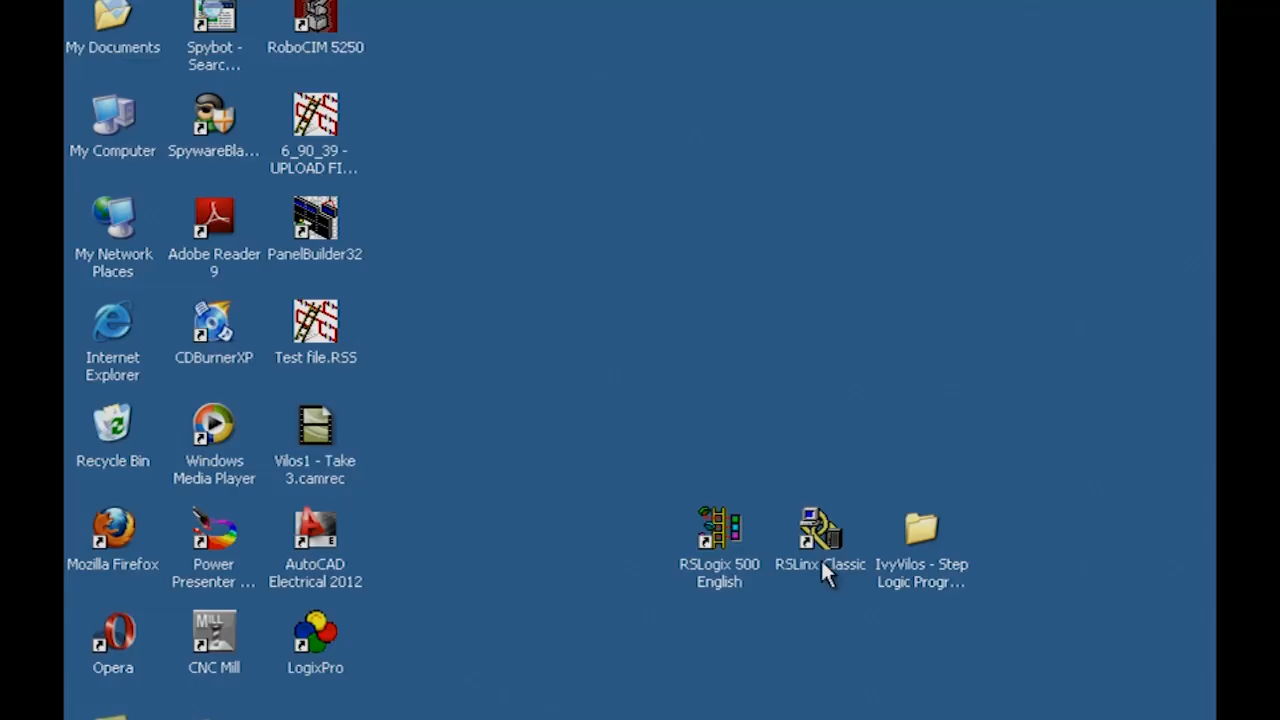 My Documents
Spybot -
Searc...
RoboCIM 5250
My Computer
SpywareBla...
6_90_39 -
UPLOAD FI...
My Network
Places
Adobe Reader
9
PanelBuilder32
Internet
Explorer
CDBurnerXP
Test file.RSS
Recycle Bin
Windows
Media Player
Vilos1 - Take
3.camrec
Mozilla Firefox
Power
Presenter ...
AutoCAD
Electrical 2012
RSLogix 500
English
RSLinx Classic
IvyVilos - Step
Logic Progr...
Opera
MILL
CNC Mill
LogixPro